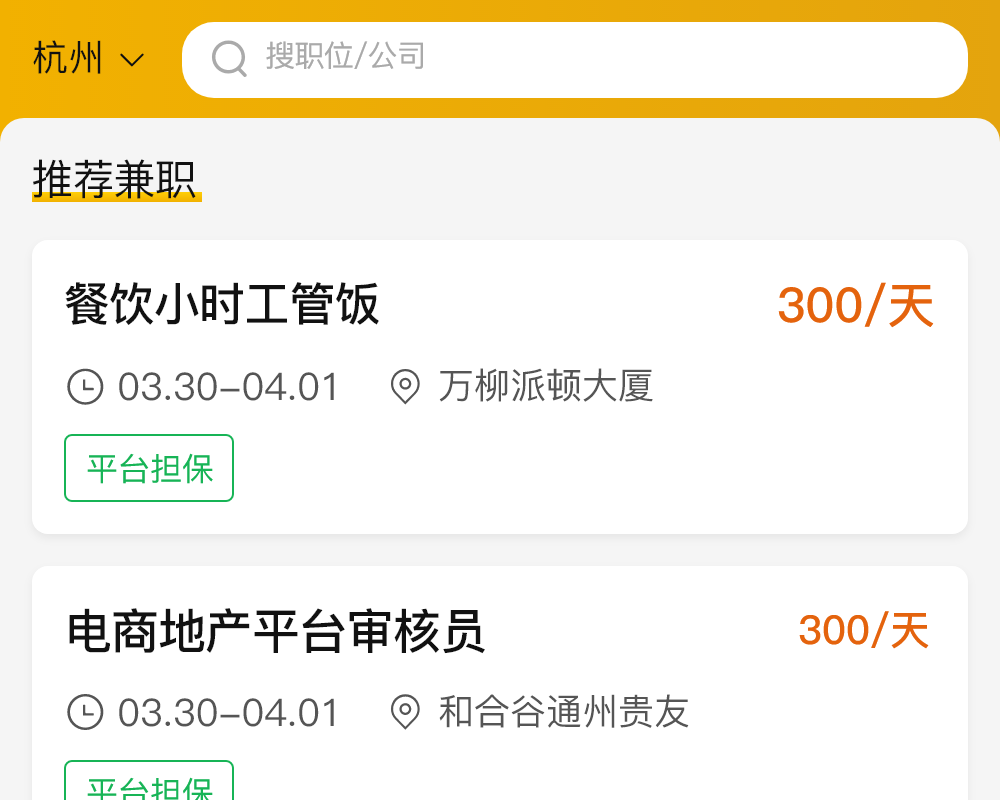 杭州
搜职位/公司
推荐兼职
餐饮小时工管饭 300/天
03.30-04.01 万柳派顿大厦
平台担保
电商地产平台审核员 300/天
03.30-04.01 和合谷通州贵友
平台担保